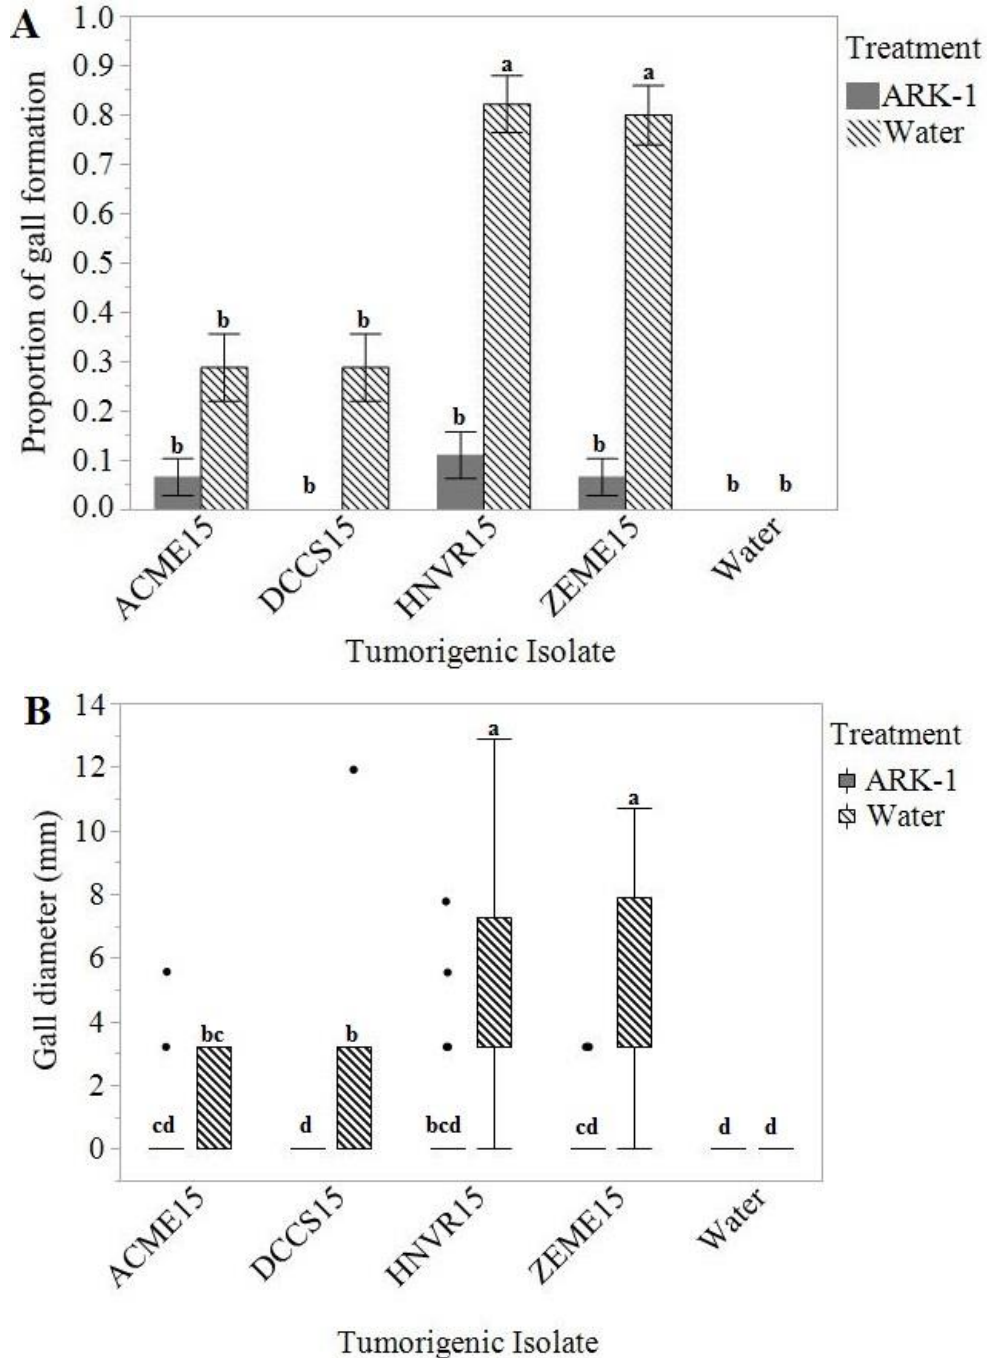 A
Proportion of gall formation
1.0
0.9
0.8
0.7
0.6
0.5
0.4
0.3
0.2
0.1
0.0
b
b
b
b
b
a
b
a
b
b
ACME15
DCCS15
HNVR15
ZEME15
Water
Tumorigenic Isolate
Treatment
ARK-1
Water
B
Gall diameter (mm)
14
12
10
8
6
4
2
0
cd
bc
d
b
bcd
a
cd
a
d
d
ACME15
DCCS15
HNVR15
ZEME15
Water
Tumorigenic Isolate
Treatment
ARK-1
Water